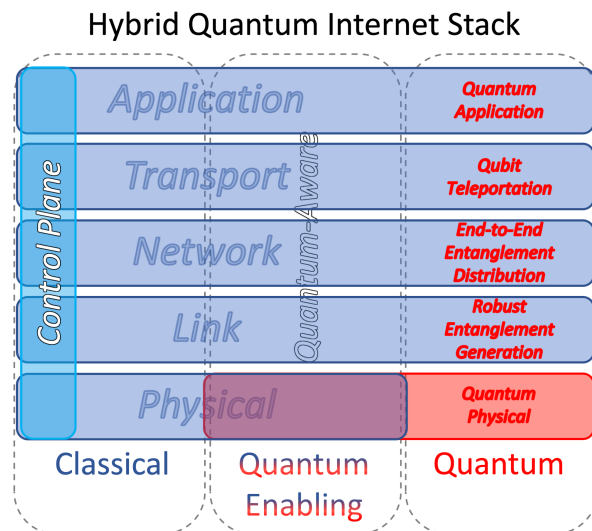 Hybrid Quantum Internet Stack
Application
Quantum
Application
Transport
Qubit
Teleportation
Network
End-to-End
Entanglement
Distribution
Link
Robust
Entanglement
Generation
Physical
Quantum
Physical
Control Plane
Quantum-Aware
Classical
Quantum
Enabling
Quantum